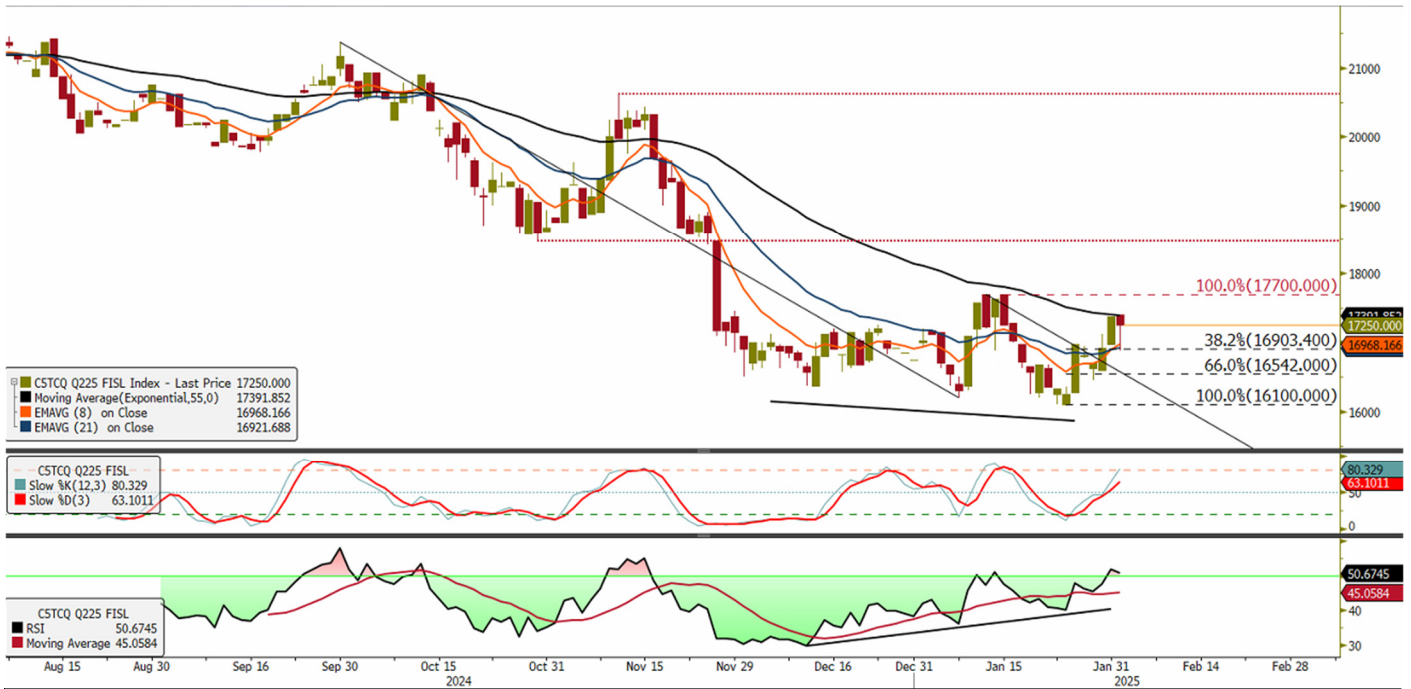 21000
20000
19000
18000
100.0%(17700.000)
17391.852
17250.000
38.2%(16903.400)
16968.166
66.0%(16542.000)
100.0%(16100.000)
16000
C5TCQ Q225 FISL Index - Last Price 17250.000
Moving Average(Exponential,55,0) 17391.852
EMAVG (8) on Close 16968.166
EMAVG (21) on Close 16921.688
C5TCQ Q225 FISL
Slow %K(12,3) 80.329
Slow %D(3) 63.1011
80.329
63.1011
50
0
C5TCQ Q225 FISL
RSI 50.6745
Moving Average 45.0584
50.6745
45.0584
40
30
Aug 15 Aug 30 Sep 16 Sep 30 Oct 15 Oct 31 Nov 15 Nov 29 Dec 16 Dec 31 Jan 15 Jan 31 Feb 14 Feb 28
2024 2025